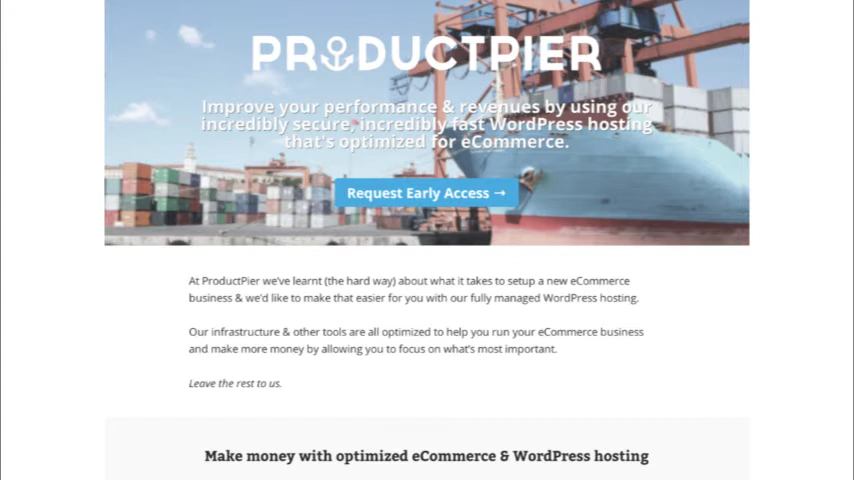 PRODUCTPIER
Improve your performance & revenues by using our
incredibly secure, incredibly fast WordPress hosting
that's optimized for eCommerce.
Request Early Access →
At ProductPier we've learnt (the hard way) about what it takes to setup a new eCommerce
business & we'd like to make that easier for you with our fully managed WordPress hosting.
Our infrastructure & other tools are all optimized to help you run your eCommerce business
and make more money by allowing you to focus on what's most important.
Leave the rest to us.
Make money with optimized eCommerce & WordPress hosting